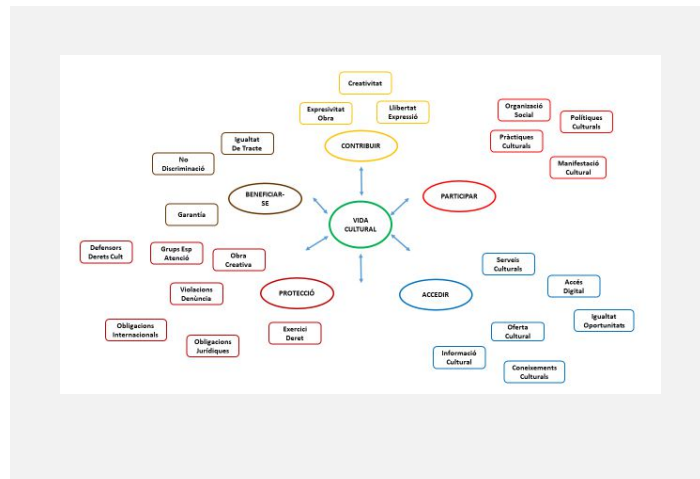 Creativitat
Expresivitat
Obra
Llibertat
Expressió
CONTRIBUIR
Organizació
Social
Polítiques
Culturals
Pràctiques
Culturals
Manifestació
Cultural
PARTICIPAR
Igualtat
De Tracte
No
Discriminació
BENEFICIAR-
SE
Garantía
VIDA
CULTURAL
Defensors
Derets Cult
Grups Esp
Atenció
Obra
Creativa
Violacions
Denúncia
PROTECCIÓ
Obligacions
Internacionals
Obligacions
Jurídiques
Exercici
Deret
Serveis
Culturals
Accés
Digital
ACCEDIR
Igualtat
Oportunitats
Oferta
Cultural
Informació
Cultural
Coneixements
Culturals